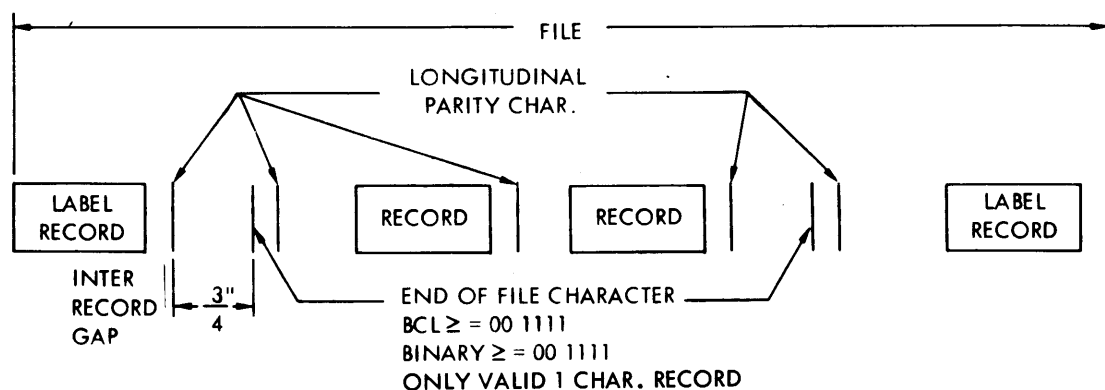 FILE
LONGITUDINAL
PARITY CHAR.
LABEL
RECORD
RECORD
RECORD
LABEL
RECORD
INTER
RECORD
GAP
3"
4
END OF FILE CHARACTER
BCL ≥ = 00 1111
BINARY ≥ = 00 1111
ONLY VALID 1 CHAR. RECORD